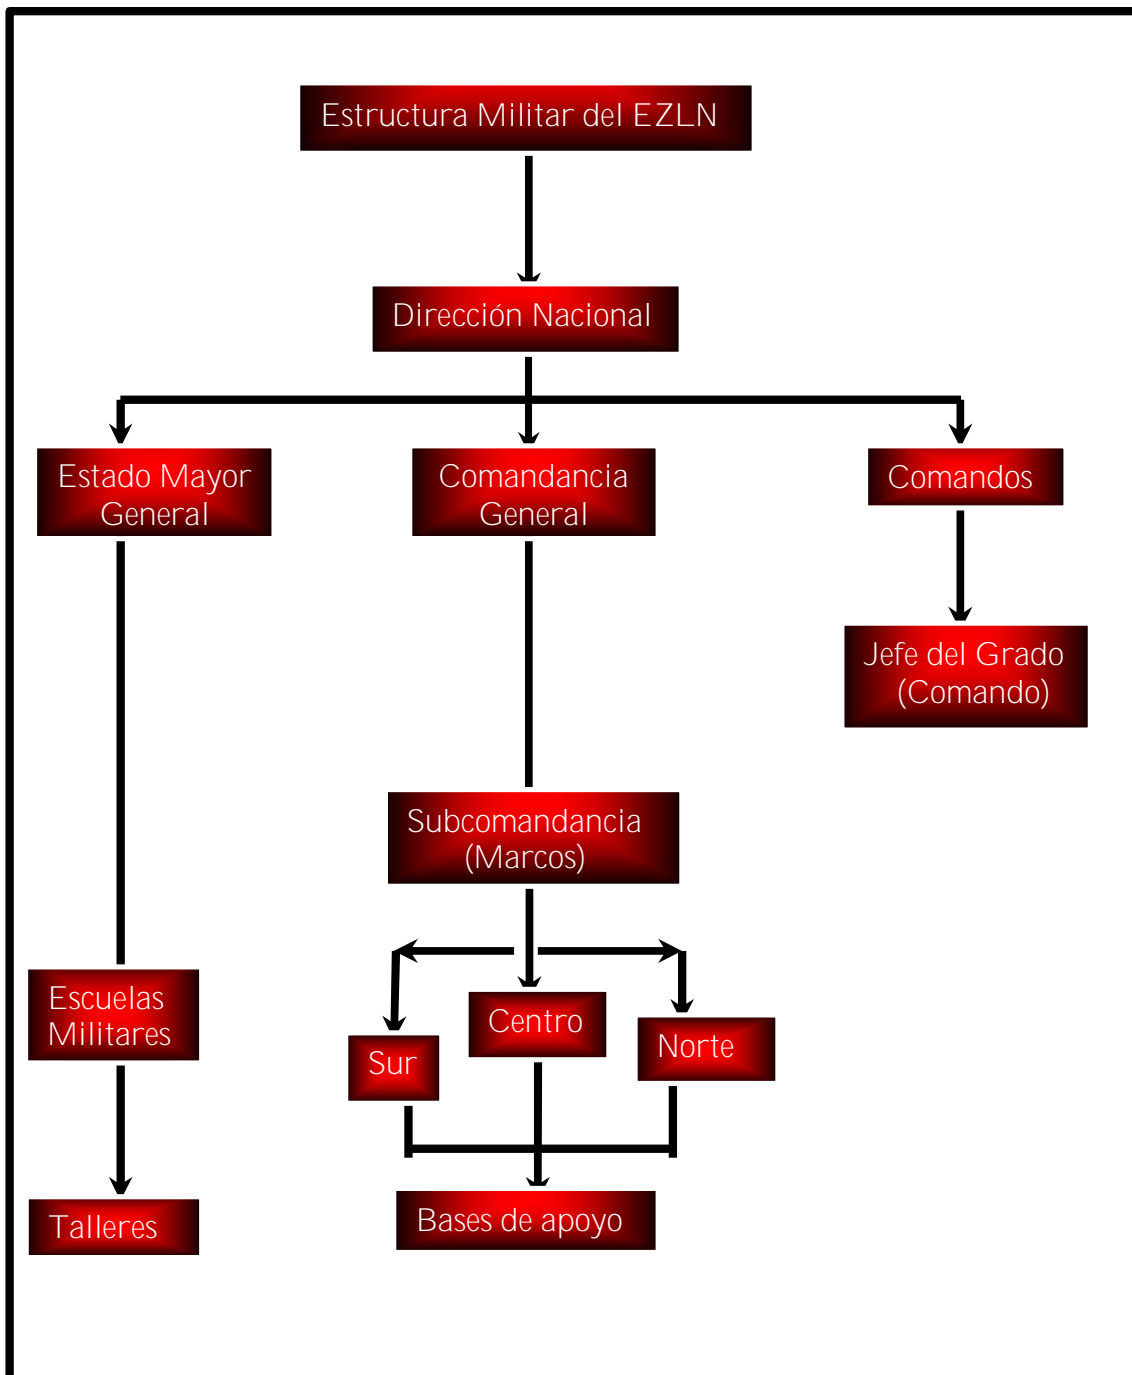 Estructura Militar del EZLN
Dirección Nacional
Estado Mayor
General
Comandancia
General
Comandos
Jefe del Grado
(Comando)
Subcomandancia
(Marcos)
Escuelas
Militares
Sur
Centro
Norte
Talleres
Bases de apoyo